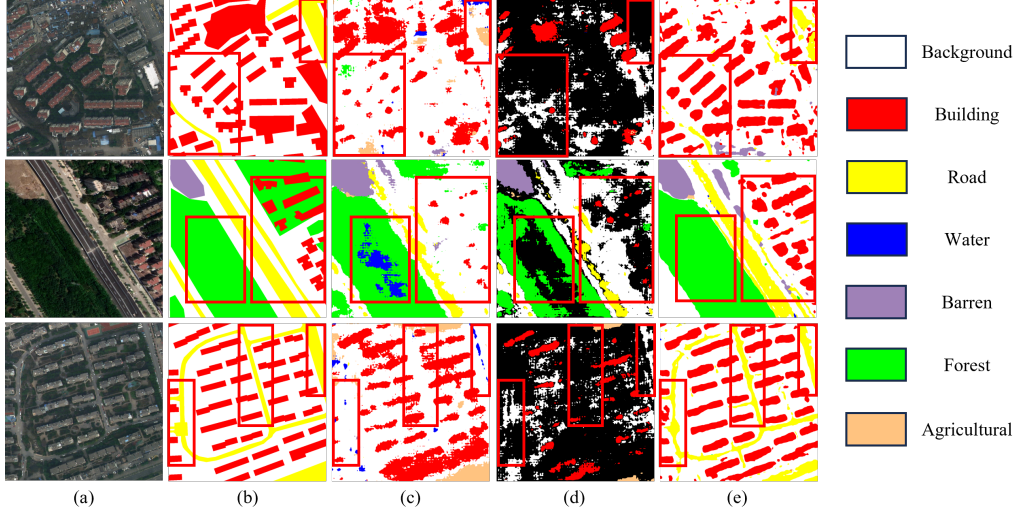 Background
Building
Road
Water
Barren
Forest
Agricultural
(a) (b) (c) (d) (e)